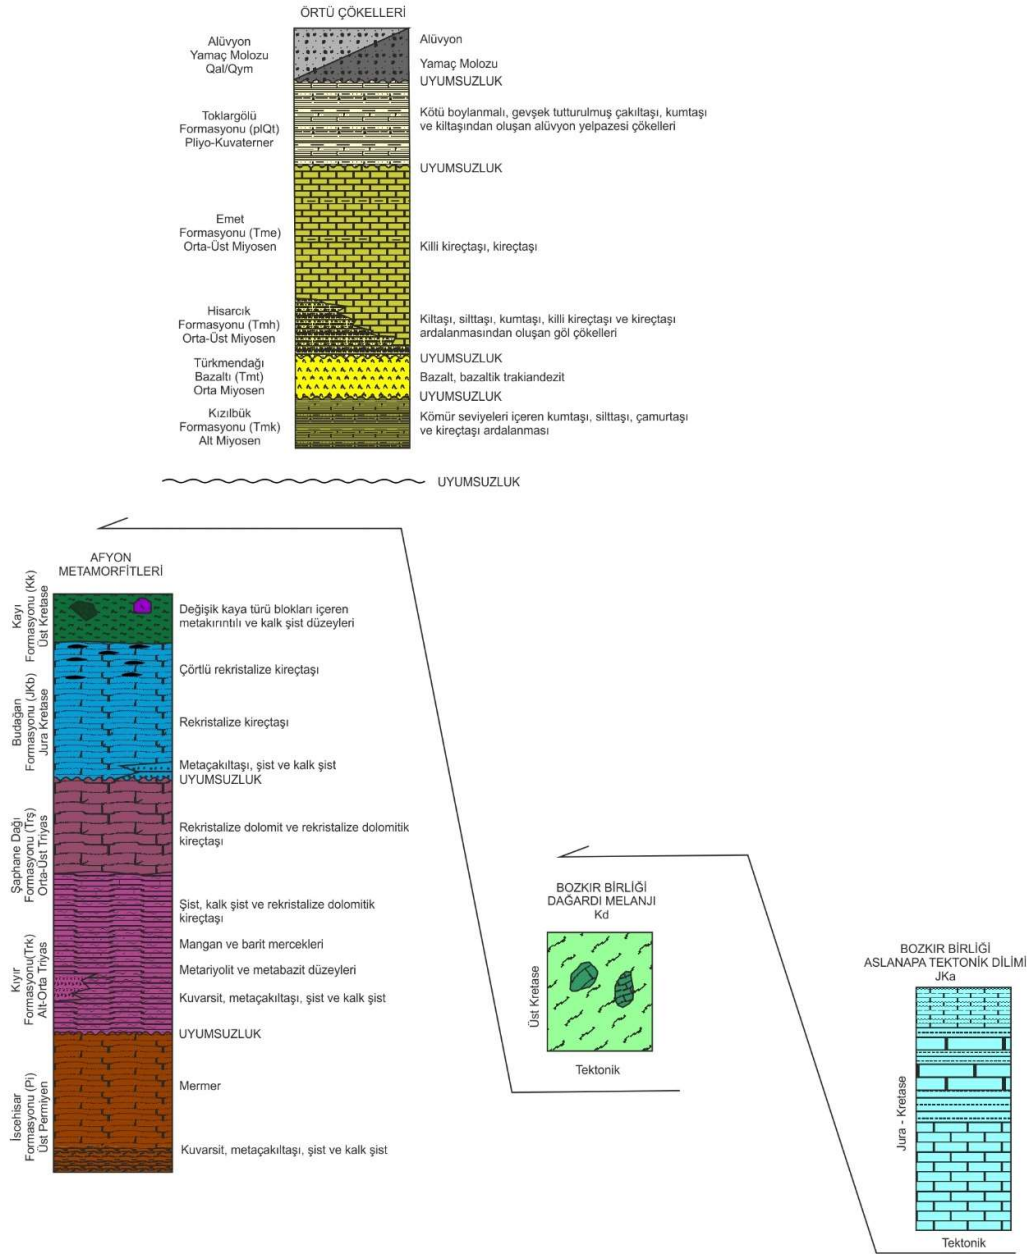 ÖRTÜ ÇÖKELLERİ
Alüvyon
Yamaç Molozu
Qal/Qym
Alüvyon
Yamaç Molozu
UYUMSUZLUK
Toklargölü
Formasyonu (plQt)
Pliyo-Kuvaterner
Kötü boylanmalı, gevşek tutturulmuş çakıltaşı, kumtaşı
ve kiltaşından oluşan alüvyon yelpazesi çökelleri
UYUMSUZLUK
Emet
Formasyonu (Tme)
Orta-Üst Miyosen
Killi kireçtaşı, kireçtaşı
Hisarcık
Formasyonu (Tmh)
Orta-Üst Miyosen
Kiltaşı, silttaşı, kumtaşı, killi kireçtaşı ve kireçtaşı
ardalanmasından oluşan göl çökelleri
UYUMSUZLUK
Türkmendağı
Bazaltı (Tmt)
Orta Miyosen
Bazalt, bazaltik trakiandezit
UYUMSUZLUK
Kızılbük
Formasyonu (Tmk)
Alt Miyosen
Kömür seviyeleri içeren kumtaşı, silttaşı, çamurtaşı
ve kireçtaşı ardalanması
UYUMSUZLUK
AFYON
METAMORFİTLERİ
Kayı
Formasyonu (Kk)
Üst Kretase
Değişik kaya türü blokları içeren
metakırıntılı ve kalk şist düzeyleri
Budağan
Formasyonu (JKb)
Jura Kretase
Çörtlü rekristalize kireçtaşı
Rekristalize kireçtaşı
Metaçakıltaşı, şist ve kalk şist
UYUMSUZLUK
Şaphane Dağı
Formasyonu (Trş)
Orta-Üst Triyas
Rekristalize dolomit ve rekristalize dolomitik
kireçtaşı
Kıyır
Formasyonu(Trk)
Alt-Orta Triyas
Şist, kalk şist ve rekristalize dolomitik
kireçtaşı
Mangan ve barit mercekleri
Metariyolit ve metabazit düzeyleri
Kuvarsit, metaçakıltaşı, şist ve kalk şist
UYUMSUZLUK
İscehisar
Formasyonu (Pi)
Üst Permiyen
Mermer
Kuvarsit, metaçakıltaşı, şist ve kalk şist
BOZKIR BİRLİĞİ
DAĞARDI MELANJI
Kd
Üst Kretase
Tektonik
BOZKIR BİRLİĞİ
ASLANAPA TEKTONİK DİLİMİ
JKa
Jura - Kretase
Tektonik